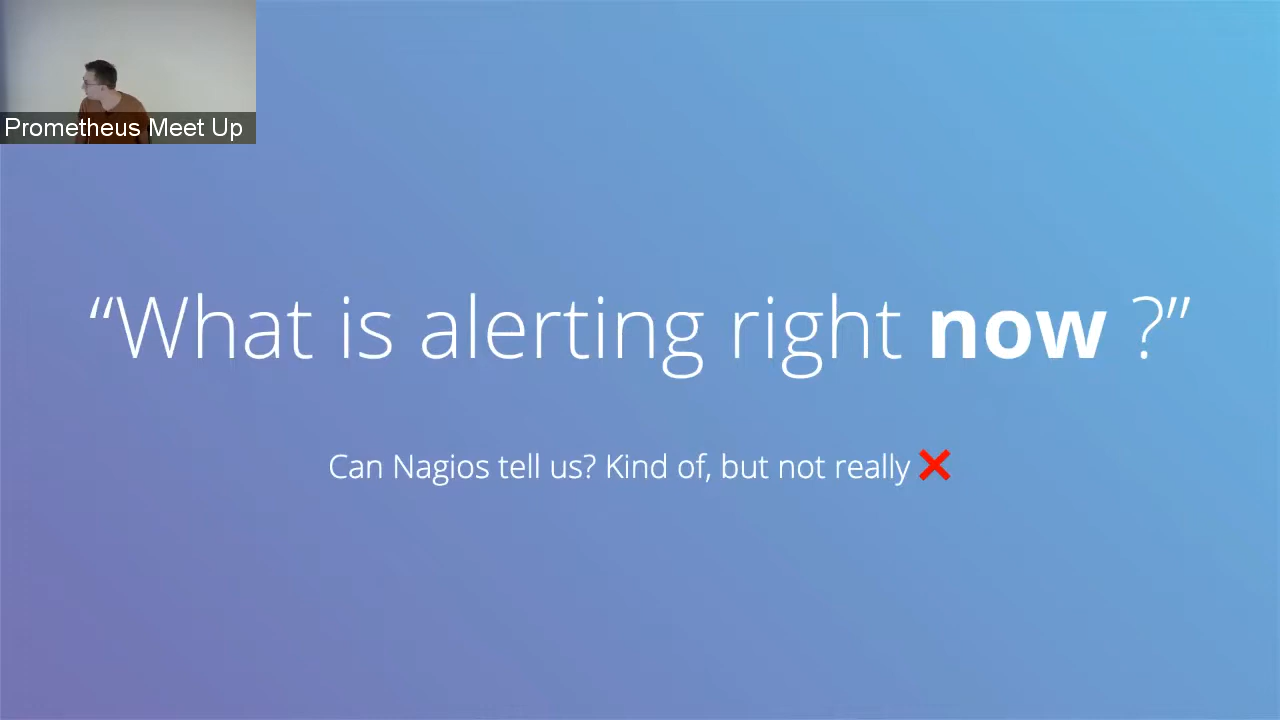 Prometheus Meet Up
“What is alerting right now ?”
Can Nagios tell us? Kind of, but not really ❌